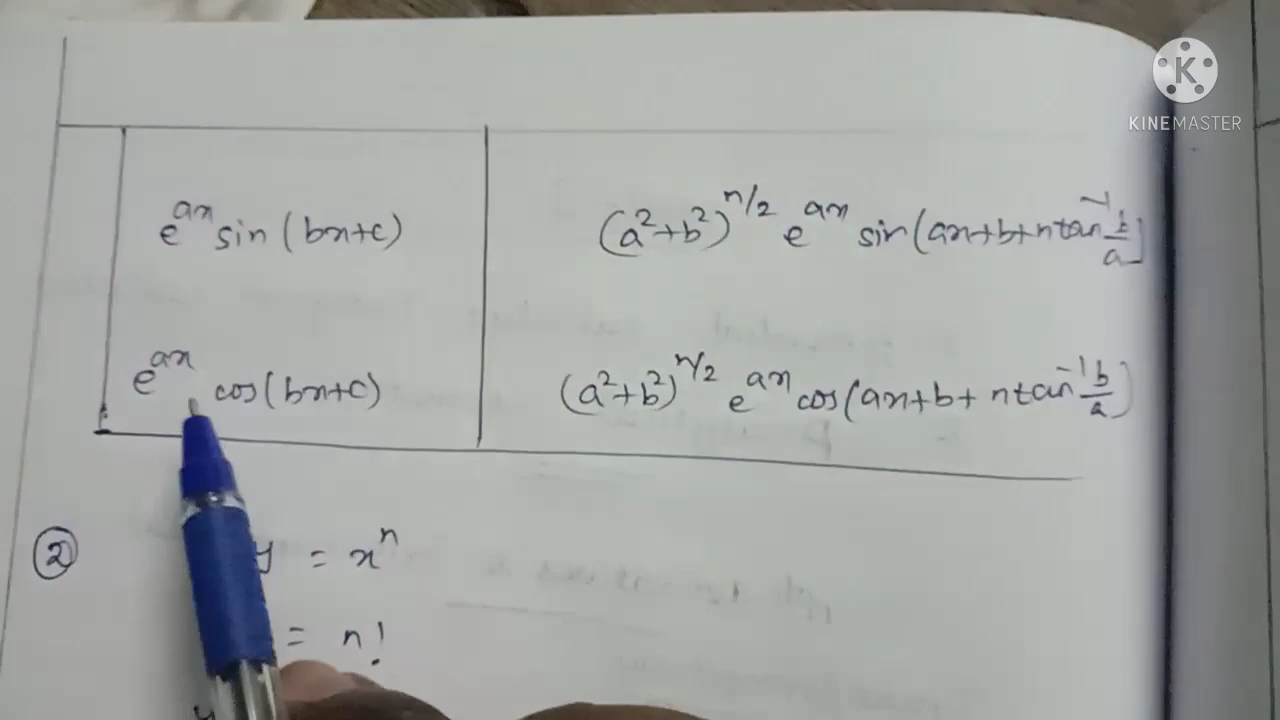 KINEMASTER
e^{ax} sin(bx+c) (a²+b²)^{n/2} e^{ax} sin(ax+b+n tan⁻¹ b/a]
e^{ax} cos(bx+c) (a²+b²)^{n/2} e^{ax} cos(ax+b+ n tan⁻¹ b/a)
② y = xⁿ
= n!